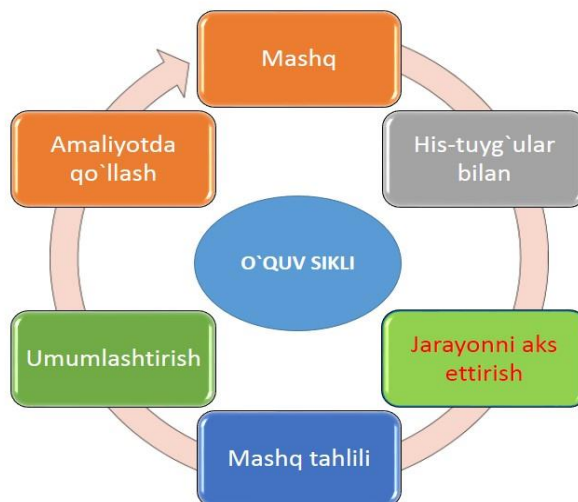 Mashq
His-tuyg`ular
bilan
Jarayonni aks
ettirish
Mashq tahlili
Umumlashtirish
Amaliyotda
qo`llash
O`QUV SIKLI